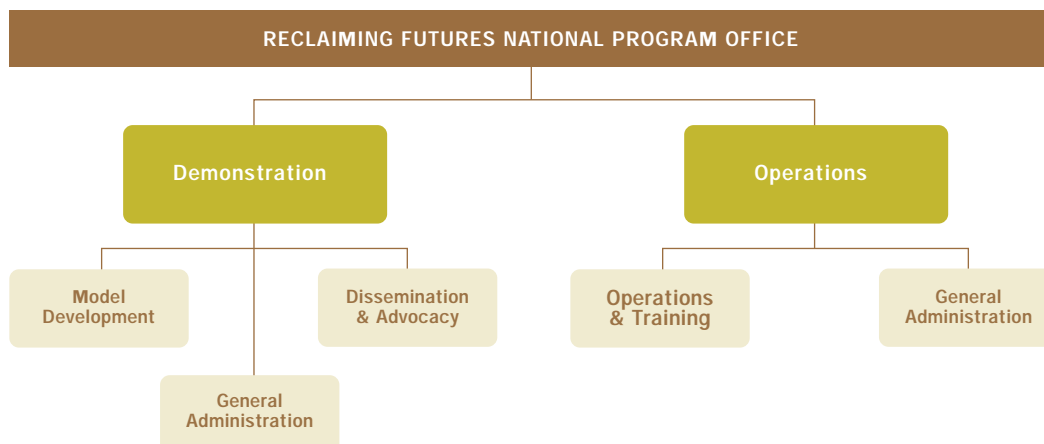 RECLAIMING FUTURES NATIONAL PROGRAM OFFICE
Demonstration
Operations
Model
Development
Dissemination
& Advocacy
Operations
& Training
General
Administration
General
Administration